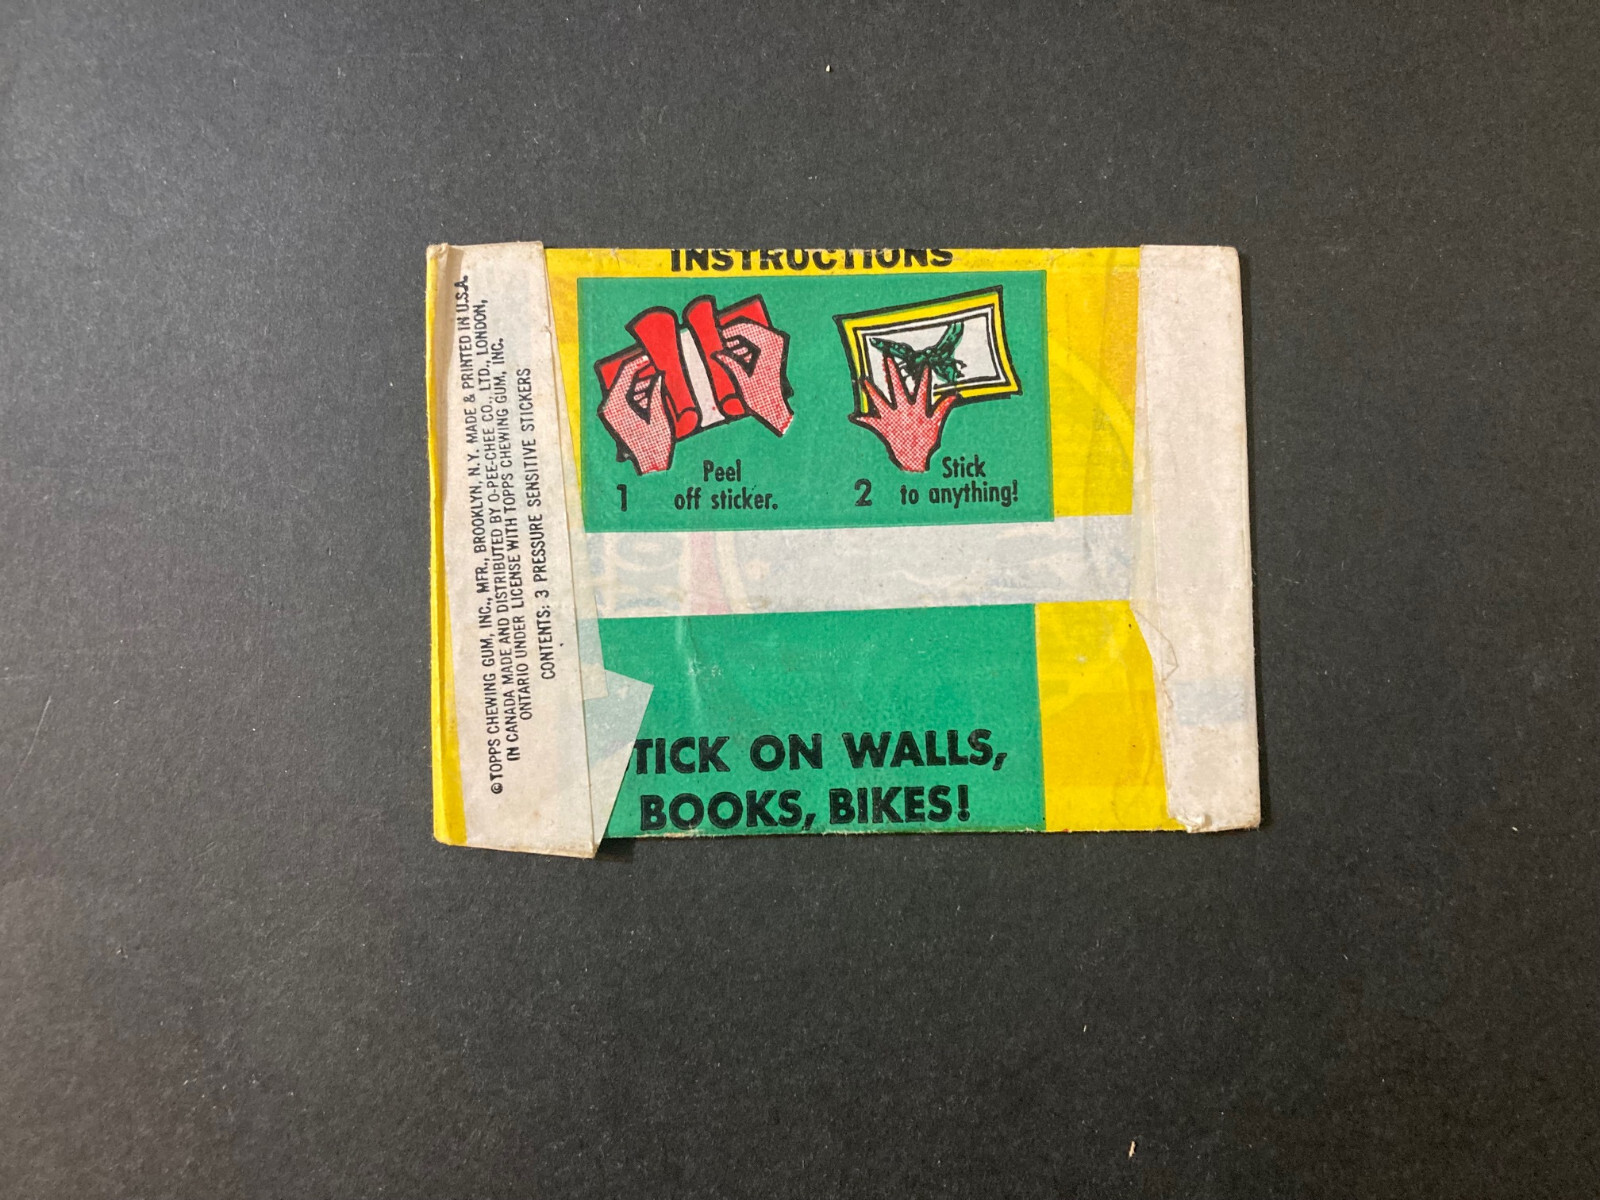 INSTRUCTIONS
1 Peel
off sticker.
2 Stick
to anything!
TICK ON WALLS,
BOOKS, BIKES!
© TOPPS CHEWING GUM, INC., MFR., BROOKLYN, N.Y. MADE & PRINTED IN U.S.A.
IN CANADA MADE AND DISTRIBUTED BY O-PEE-CHEE CO., LTD., LONDON,
ONTARIO UNDER LICENSE WITH TOPPS CHEWING GUM, INC.
CONTENTS: 3 PRESSURE SENSITIVE STICKERS